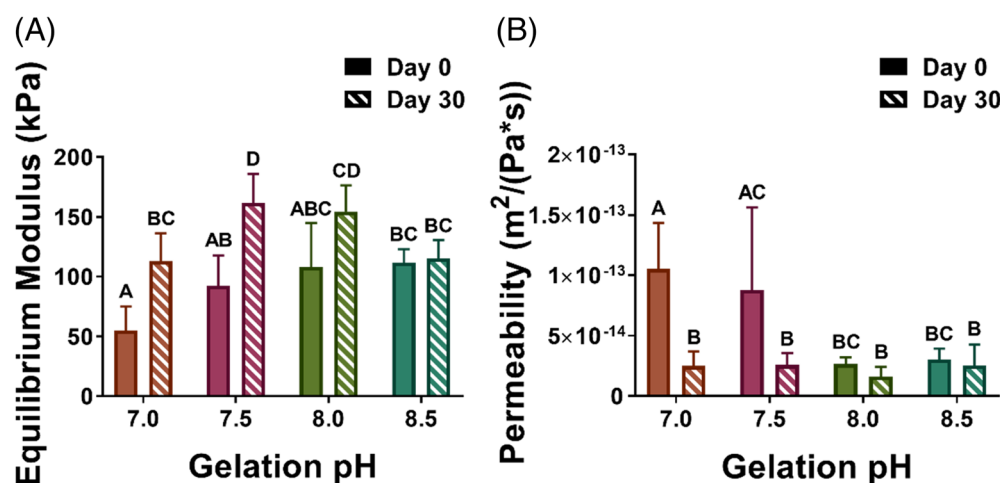 (A)
Day 0
Day 30
Equilibrium Modulus (kPa)
200
150
100
50
0
A
BC
AB
D
ABC
CD
BC
BC
7.0
7.5
8.0
8.5
Gelation pH
(B)
Day 0
Day 30
Permeability (m²/(Pa*s))
2×10⁻¹³
1.5×10⁻¹³
1×10⁻¹³
5×10⁻¹⁴
0
A
B
AC
B
BC
B
BC
B
7.0
7.5
8.0
8.5
Gelation pH